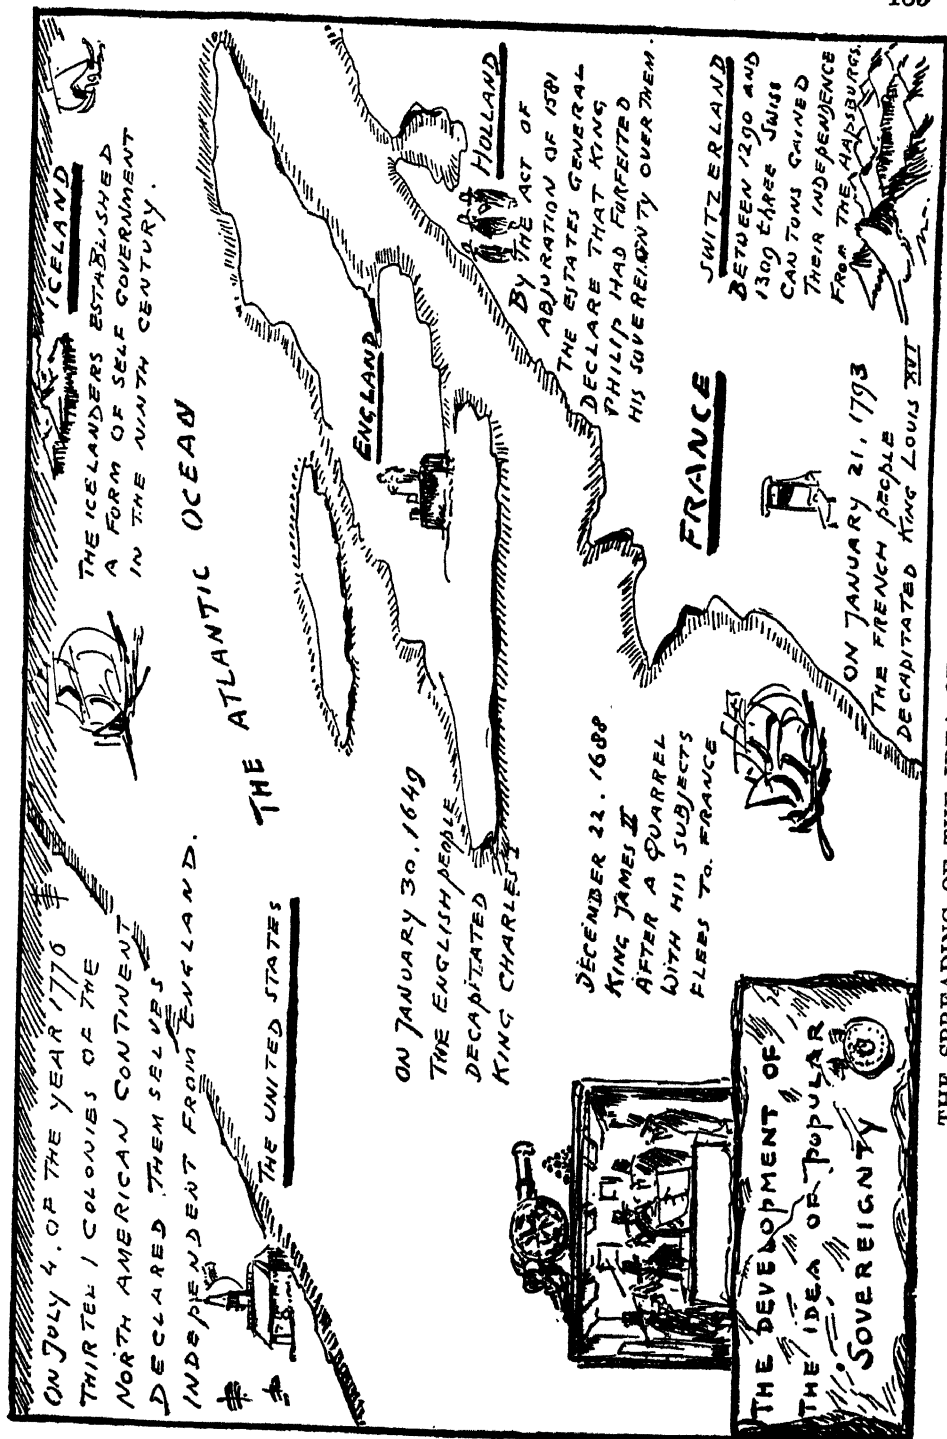 ON JULY 4. OF THE YEAR 1776
THIRTEEN COLONIES OF THE
NORTH AMERICAN CONTINENT
DECLARED THEMSELVES
INDEPENDENT FROM ENGLAND.
THE UNITED STATES
ICELAND
THE ICELANDERS ESTABLISHED
A FORM OF SELF GOVERNMENT
IN THE NINTH CENTURY.
THE ATLANTIC OCEAN
ENGLAND
ON JANUARY 30. 1649
THE ENGLISH PEOPLE
DECAPITATED
KING CHARLES I
HOLLAND
BY THE ACT OF
ABJURATION OF 1581
THE ESTATES GENERAL
DECLARE THAT KING
PHILIP HAD FORFEITED
HIS SOVEREIGNTY OVER THEM.
DECEMBER 22. 1688
KING JAMES II
AFTER A QUARREL
WITH HIS SUBJECTS
FLEES TO FRANCE
FRANCE
ON JANUARY 21, 1793
THE FRENCH PEOPLE
DECAPITATED KING LOUIS XVI
SWITZERLAND
BETWEEN 1290 AND
1309 three SWISS
CANTONS GAINED
THEIR INDEPENDENCE
FROM THE HAPSBURGS.
THE DEVELOPMENT OF
THE IDEA OF POPULAR
SOVEREIGNTY
THE SPREADING OF THE IDEA OF